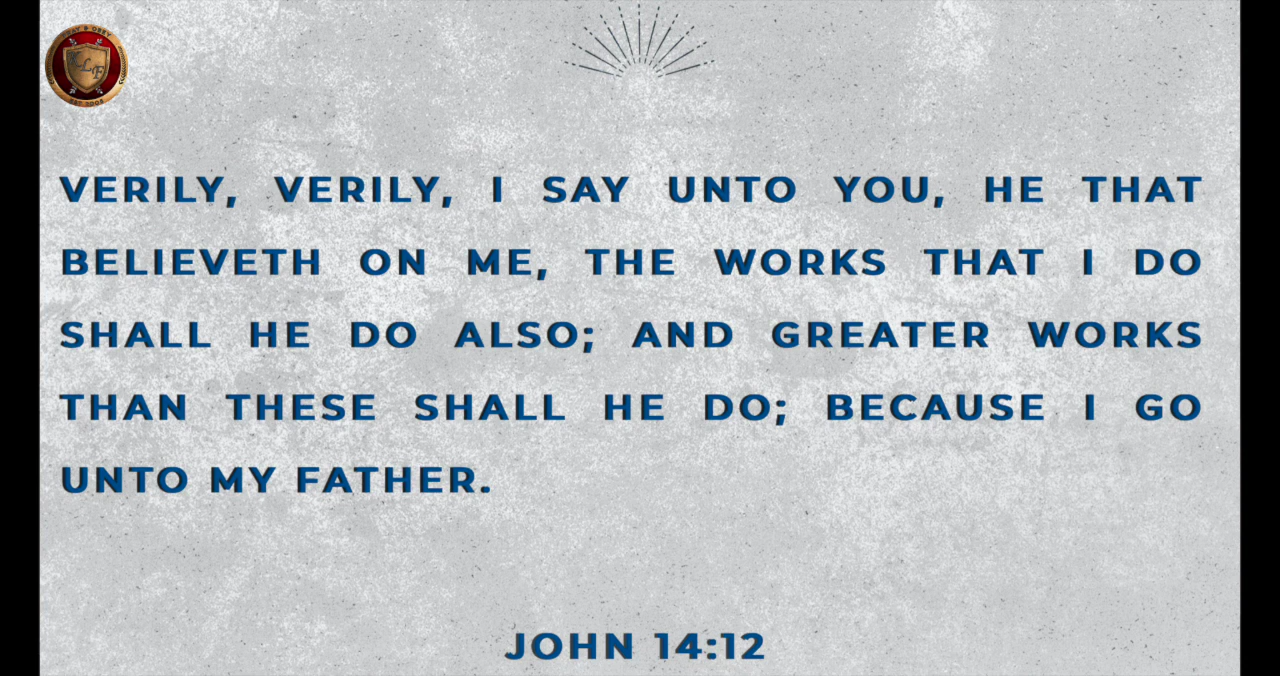 VERILY, VERILY, I SAY UNTO YOU, HE THAT
BELIEVETH ON ME, THE WORKS THAT I DO
SHALL HE DO ALSO; AND GREATER WORKS
THAN THESE SHALL HE DO; BECAUSE I GO
UNTO MY FATHER.
JOHN 14:12